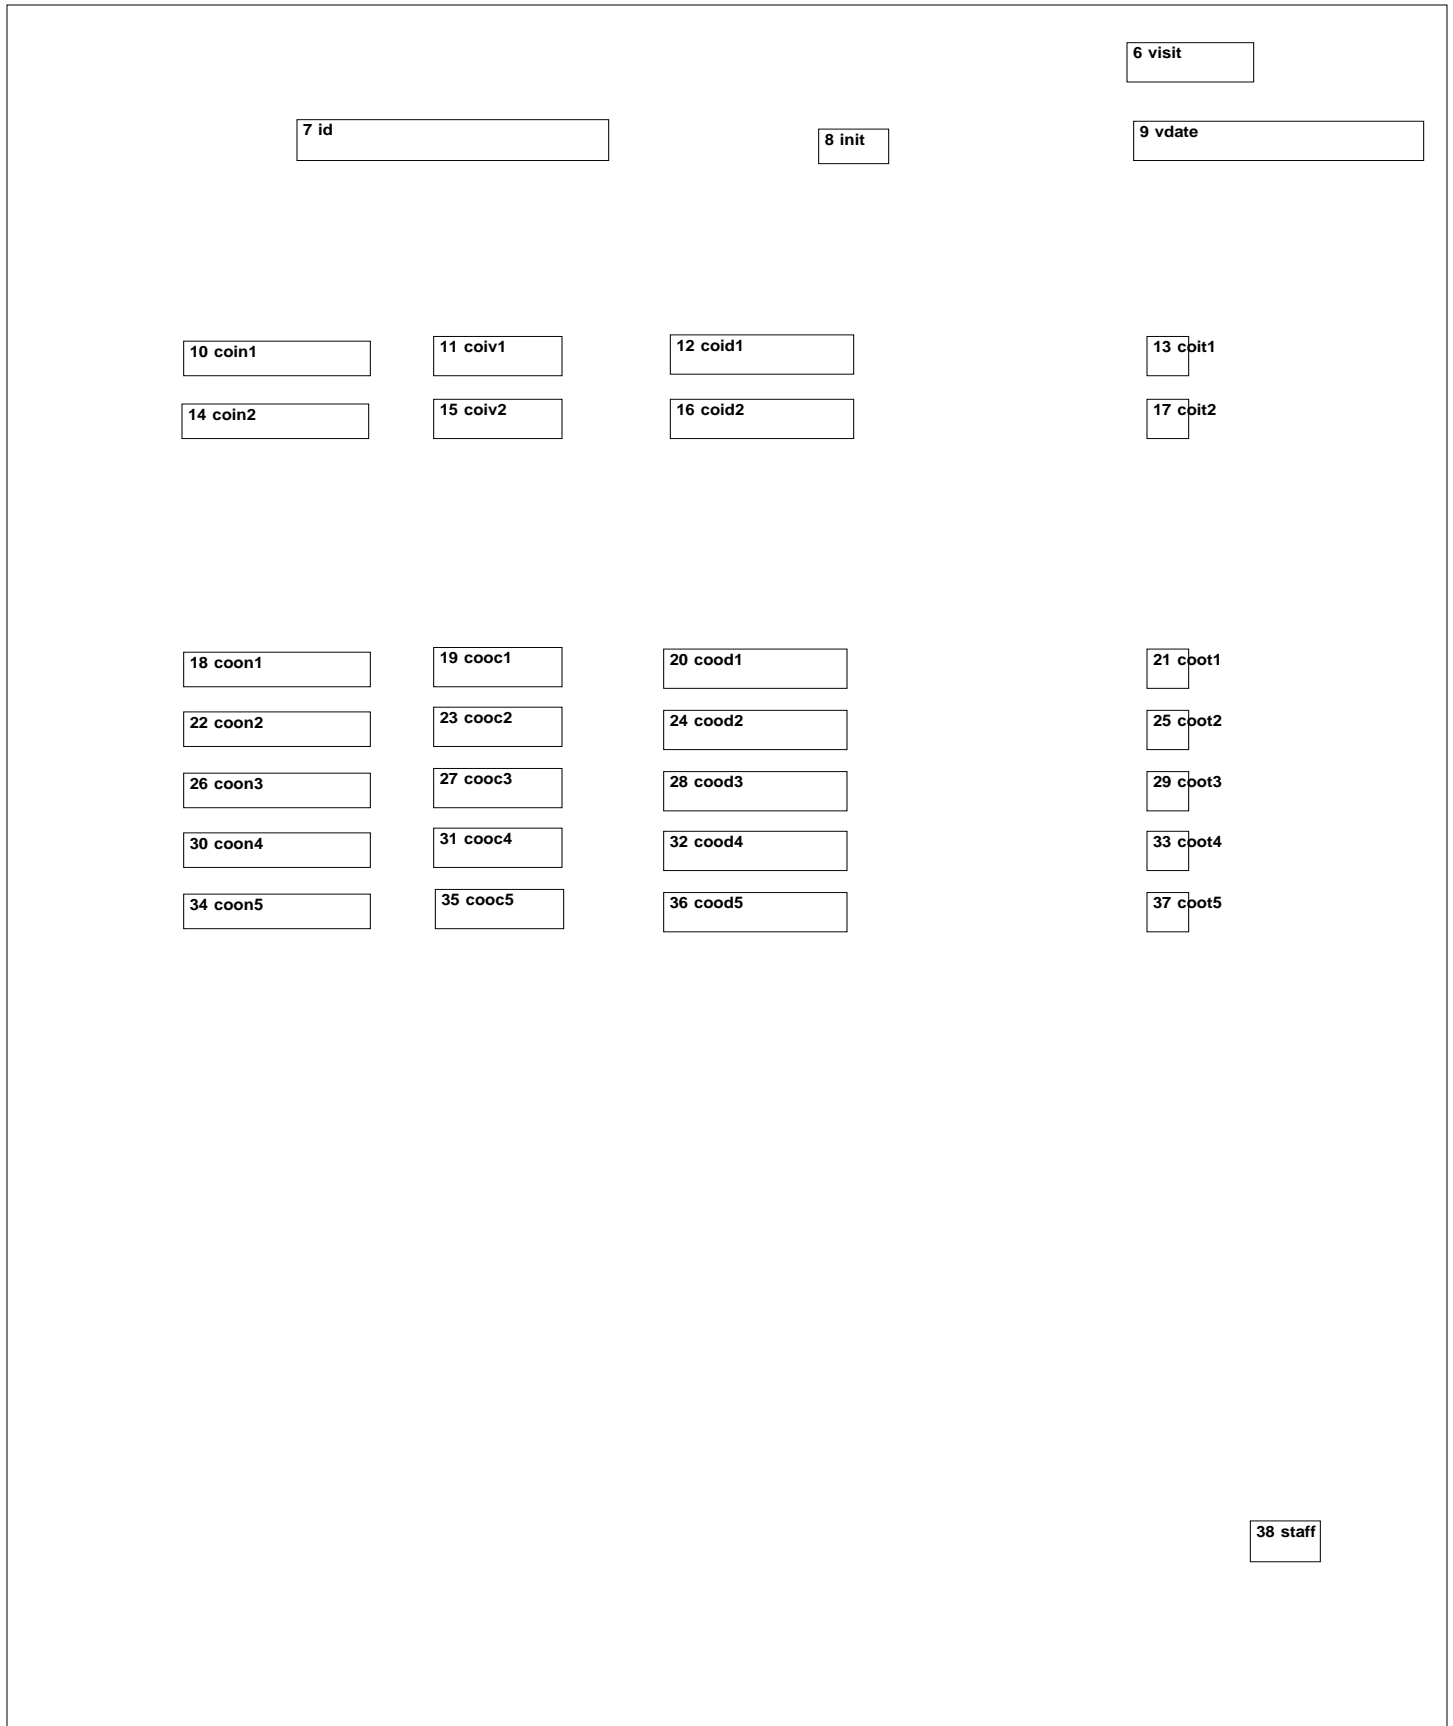 6 visit
7 id 8 init 9 vdate
10 coin1 11 coiv1 12 coid1 13 coit1
14 coin2 15 coiv2 16 coid2 17 coit2
18 coon1 19 cooc1 20 cood1 21 coot1
22 coon2 23 cooc2 24 cood2 25 coot2
26 coon3 27 cooc3 28 cood3 29 coot3
30 coon4 31 cooc4 32 cood4 33 coot4
34 coon5 35 cooc5 36 cood5 37 coot5
38 staff